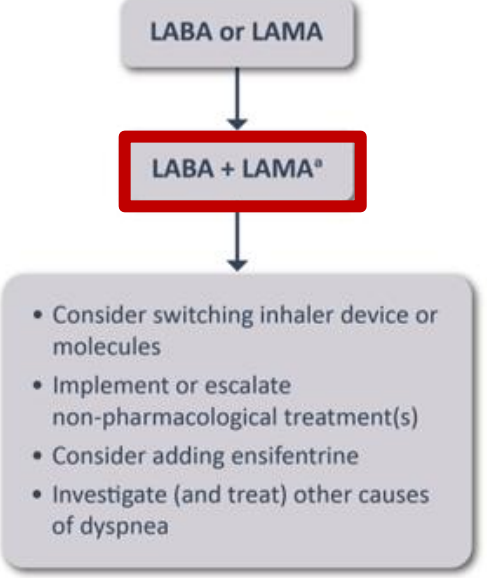 LABA or LAMA
LABA + LAMAᵃ
• Consider switching inhaler device or
molecules
• Implement or escalate
non-pharmacological treatment(s)
• Consider adding ensifentrine
• Investigate (and treat) other causes
of dyspnea